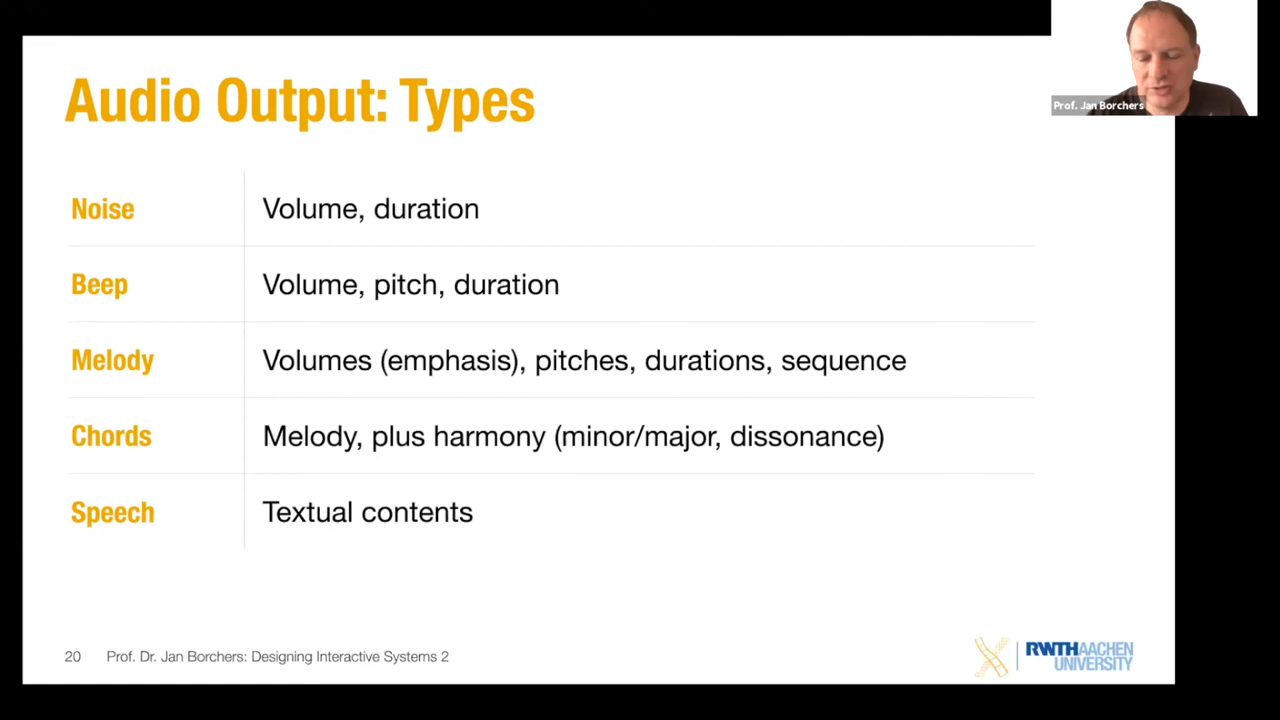 Audio Output: Types
Prof. Jan Borchers
Noise Volume, duration
Beep Volume, pitch, duration
Melody Volumes (emphasis), pitches, durations, sequence
Chords Melody, plus harmony (minor/major, dissonance)
Speech Textual contents
20 Prof. Dr. Jan Borchers: Designing Interactive Systems 2
RWTHAACHEN
UNIVERSITY